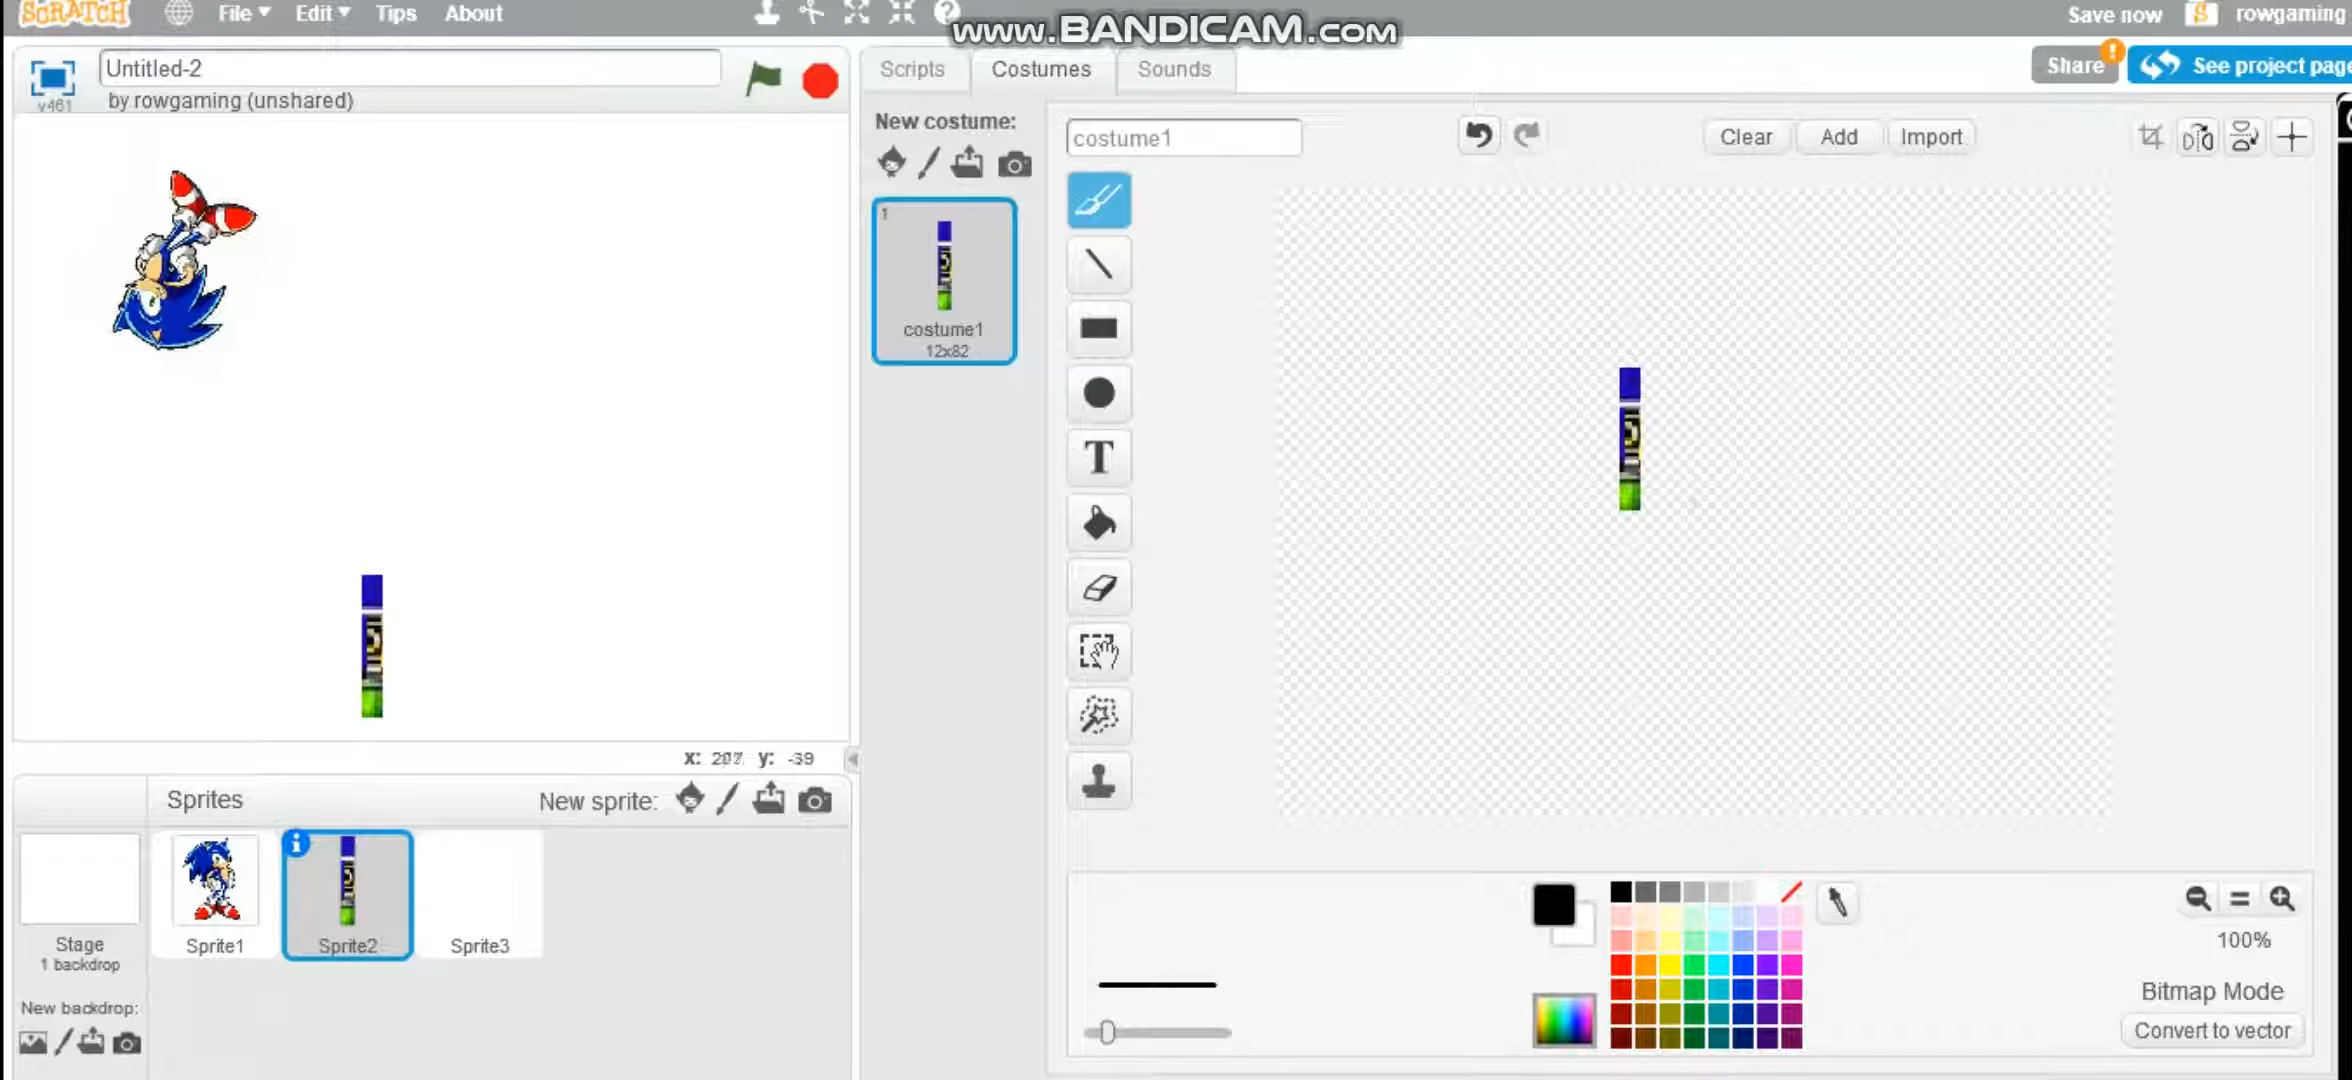 SCRATCH File Edit Tips About Save now rowgaming
www.BANDICAM.com
Untitled-2 Scripts Costumes Sounds Share ! See project page
v461 by rowgaming (unshared)
New costume: costume1 Clear Add Import
1
costume1
12x82
T
x: 207 y: -39
Sprites New sprite:
Stage
1 backdrop
Sprite1 Sprite2 Sprite3
New backdrop:
100%
Bitmap Mode
Convert to vector